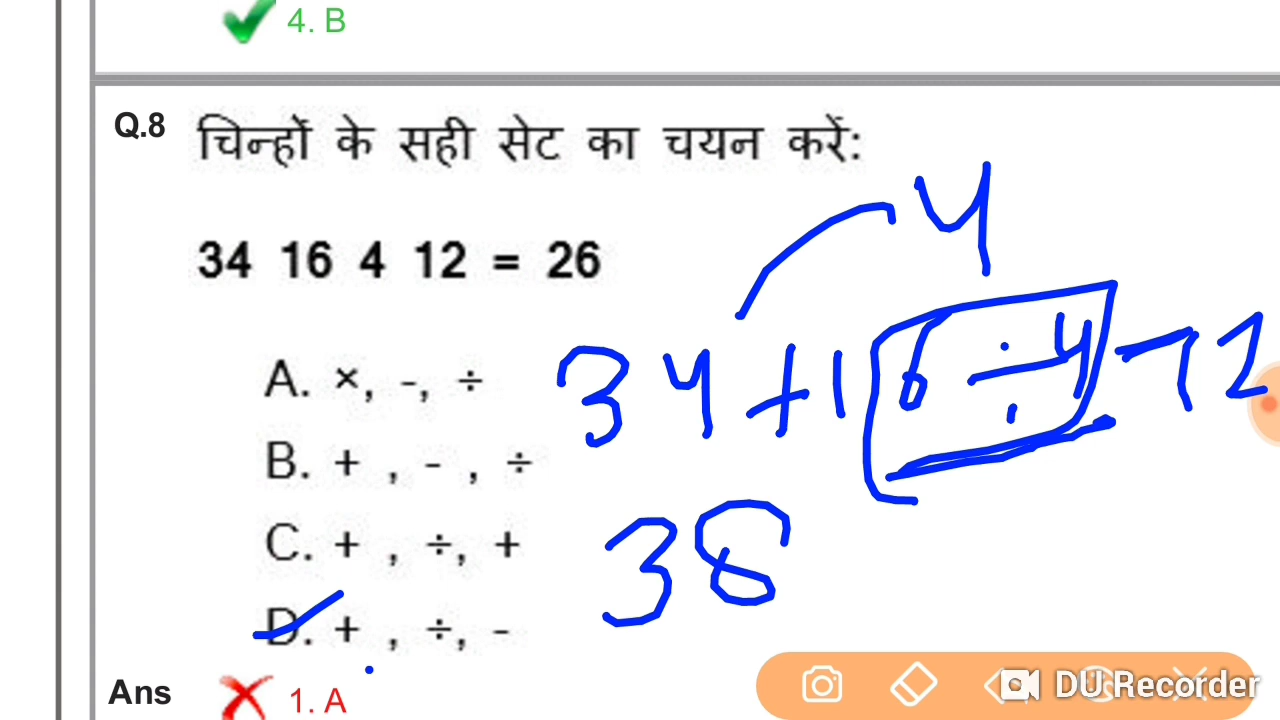 4. B
Q.8 चिन्हों के सही सेट का चयन करें:
34 16 4 12 = 26
4
A. ×, -, ÷
34 + 16 ÷ 4 - 12
B. + , - , ÷
C. + , ÷, +
38
D. + , ÷, -
Ans 1. A
DU Recorder